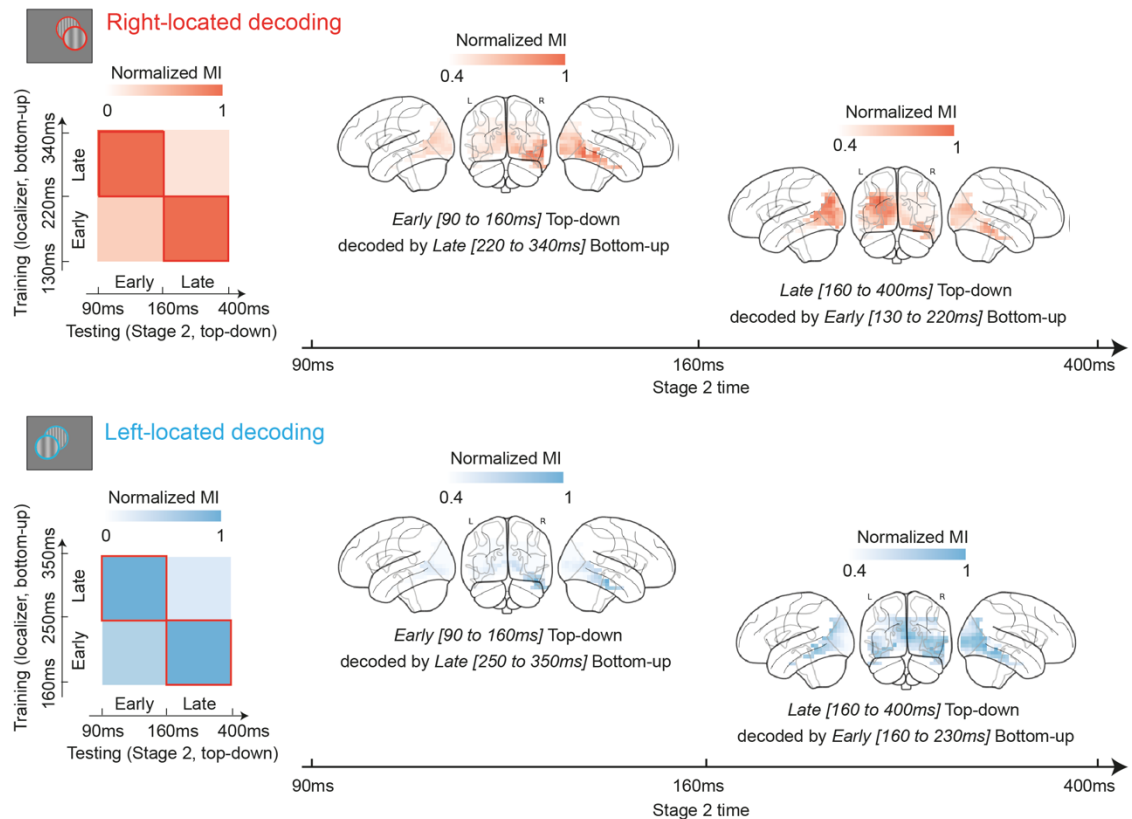 Right-located decoding
Normalized MI
0 1
Training (localizer, bottom-up)
130ms 220ms 340ms
Early Late
Early Late
90ms 160ms 400ms
Testing (Stage 2, top-down)
Normalized MI
0.4 1
L R
Early [90 to 160ms] Top-down
decoded by Late [220 to 340ms] Bottom-up
Normalized MI
0.4 1
L R
Late [160 to 400ms] Top-down
decoded by Early [130 to 220ms] Bottom-up
90ms 160ms 400ms
Stage 2 time
Left-located decoding
Normalized MI
0 1
Training (localizer, bottom-up)
160ms 250ms 350ms
Early Late
Early Late
90ms 160ms 400ms
Testing (Stage 2, top-down)
Normalized MI
0.4 1
L R
Early [90 to 160ms] Top-down
decoded by Late [250 to 350ms] Bottom-up
Normalized MI
0.4 1
L R
Late [160 to 400ms] Top-down
decoded by Early [160 to 230ms] Bottom-up
90ms 160ms 400ms
Stage 2 time